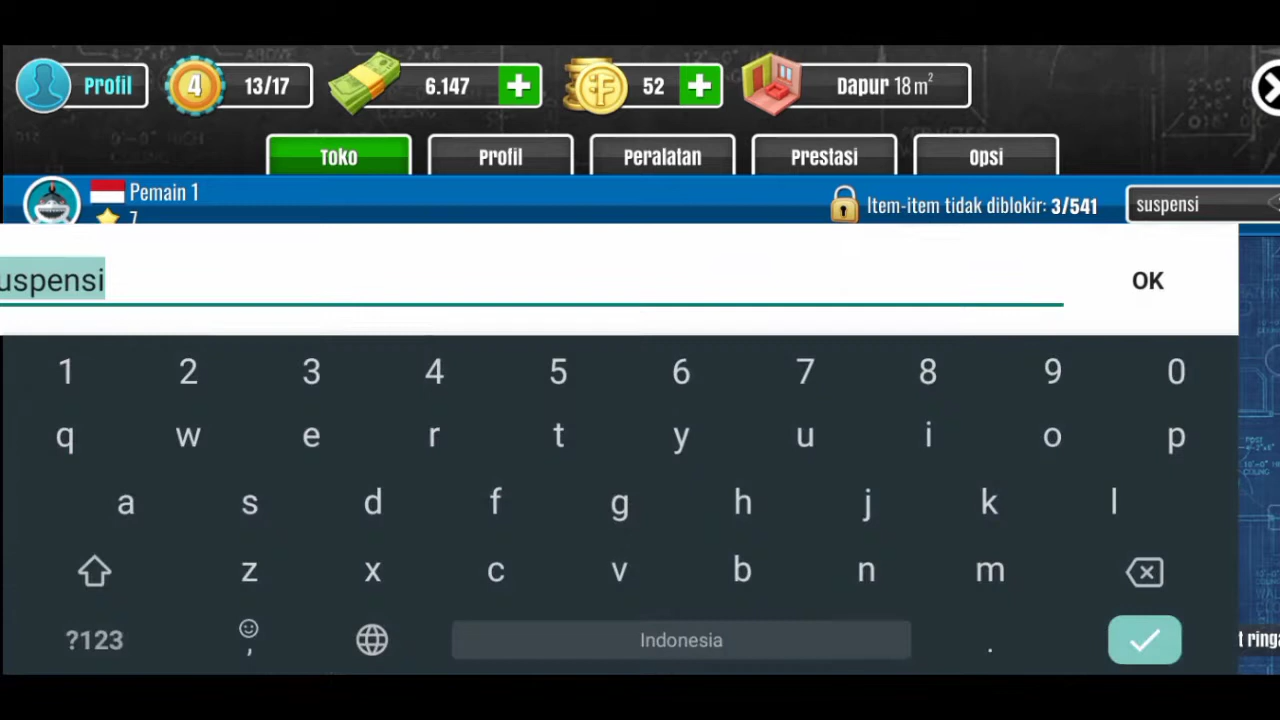 Profil
4
13/17
6.147
52
Dapur 18 m²
Toko
Profil
Peralatan
Prestasi
Opsi
Pemain 1
7
Item-item tidak diblokir: 3/541
suspensi
uspensi
OK
1 2 3 4 5 6 7 8 9 0
q w e r t y u i o p
a s d f g h j k l
z x c v b n m
?123
,
Indonesia
.
t ringa